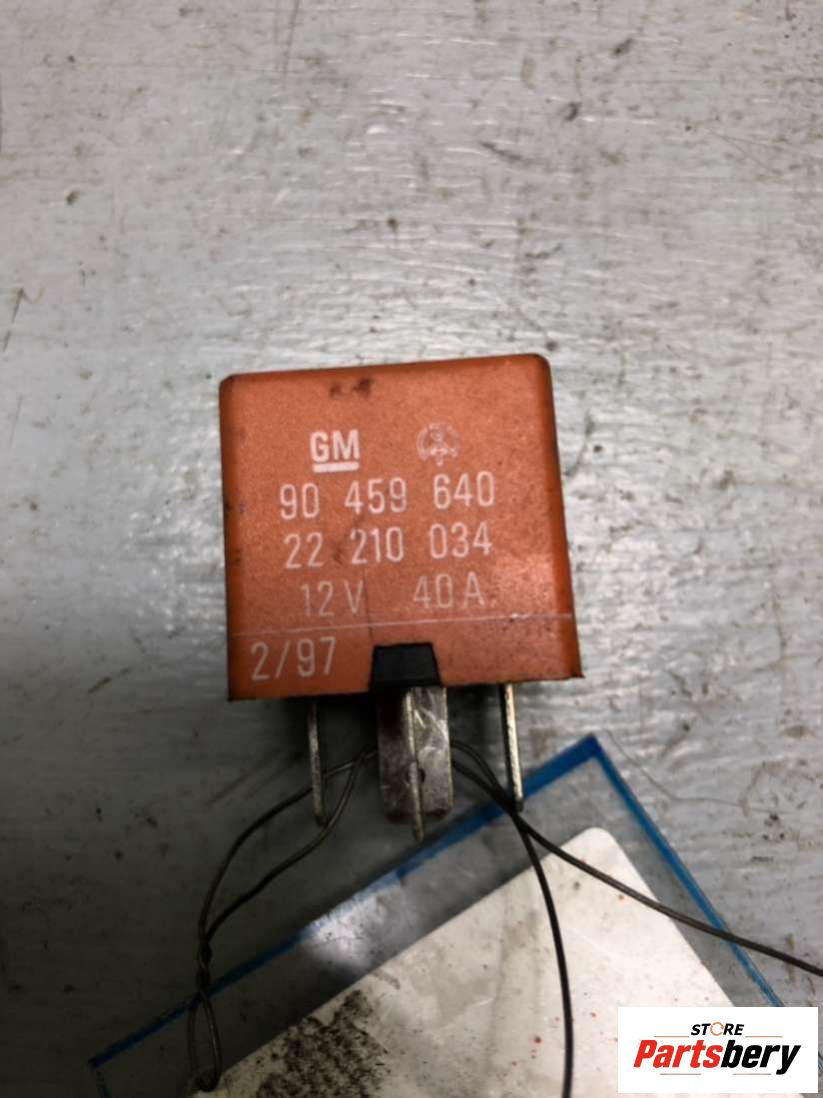 GM
90 459 640
22 210 034
12V 40A.
2/97
STORE
Partsbery